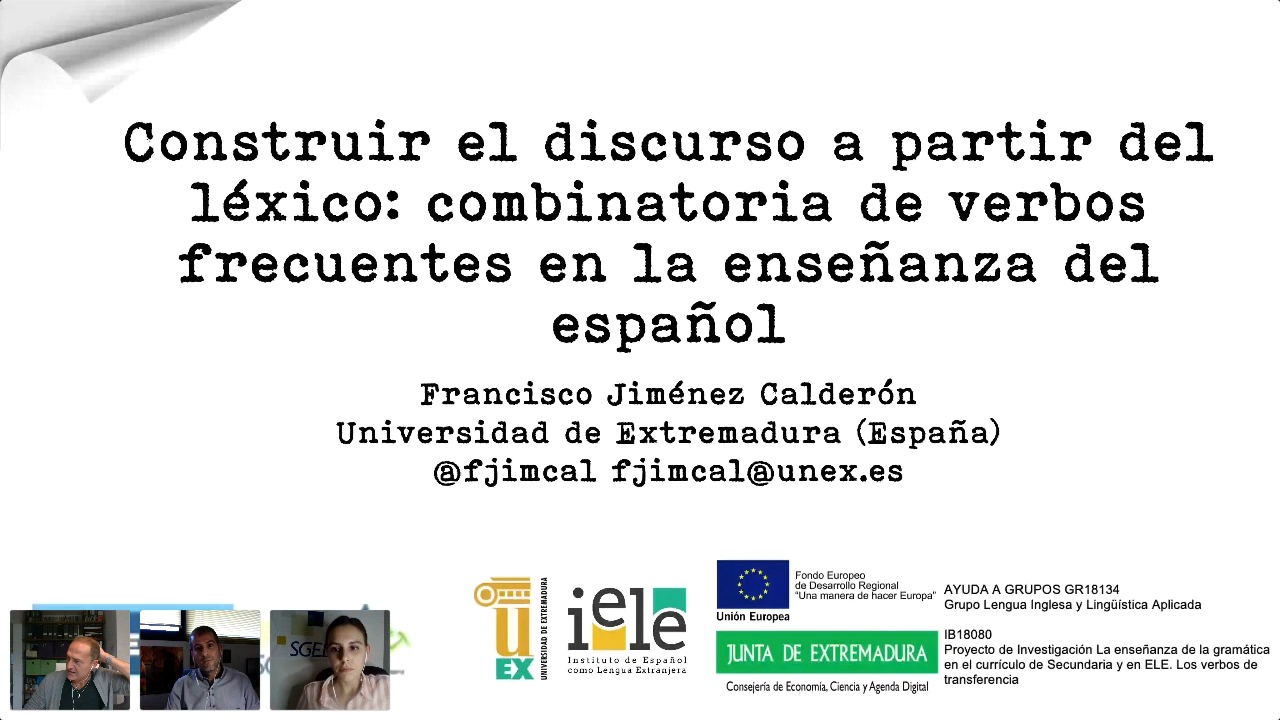 Construir el discurso a partir del
léxico: combinatoria de verbos
frecuentes en la enseñanza del
español
Francisco Jiménez Calderón
Universidad de Extremadura (España)
@fjimcal fjimcal@unex.es
UEX
UNIVERSIDAD DE EXTREMADURA
iele
Instituto de Español
como Lengua Extranjera
Unión Europea
Fondo Europeo
de Desarrollo Regional
"Una manera de hacer Europa"
JUNTA DE EXTREMADURA
Consejería de Economía, Ciencia y Agenda Digital
AYUDA A GRUPOS GR18134
Grupo Lengua Inglesa y Lingüística Aplicada
IB18080
Proyecto de Investigación La enseñanza de la gramática
en el currículo de Secundaria y en ELE. Los verbos de
transferencia